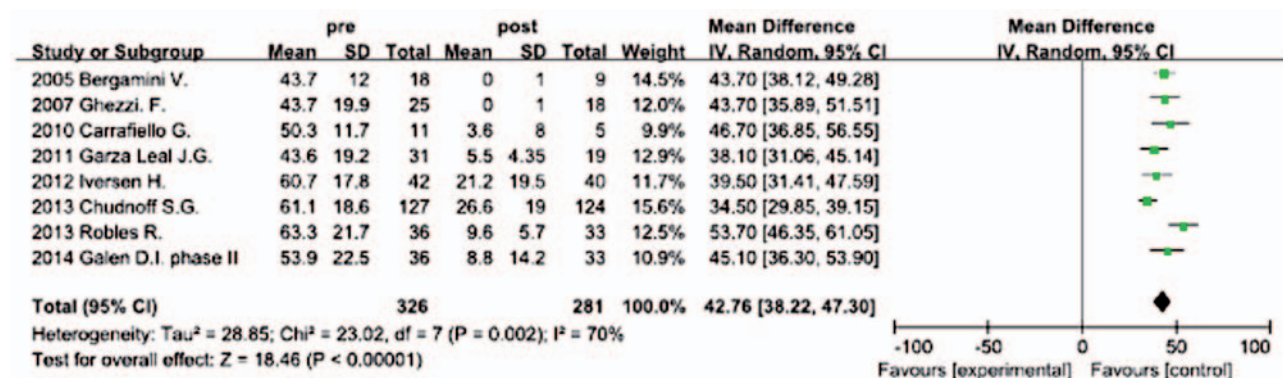 pre post Mean Difference Mean Difference
Study or Subgroup Mean SD Total Mean SD Total Weight IV, Random, 95% CI IV, Random, 95% CI
2005 Bergamini V. 43.7 12 18 0 1 9 14.5% 43.70 [38.12, 49.28]
2007 Ghezzi. F. 43.7 19.9 25 0 1 18 12.0% 43.70 [35.89, 51.51]
2010 Carrafiello G. 50.3 11.7 11 3.6 8 5 9.9% 46.70 [36.85, 56.55]
2011 Garza Leal J.G. 43.6 19.2 31 5.5 4.35 19 12.9% 38.10 [31.06, 45.14]
2012 Iversen H. 60.7 17.8 42 21.2 19.5 40 11.7% 39.50 [31.41, 47.59]
2013 Chudnoff S.G. 61.1 18.6 127 26.6 19 124 15.6% 34.50 [29.85, 39.15]
2013 Robles R. 63.3 21.7 36 9.6 5.7 33 12.5% 53.70 [46.35, 61.05]
2014 Galen D.I. phase II 53.9 22.5 36 8.8 14.2 33 10.9% 45.10 [36.30, 53.90]
Total (95% CI) 326 281 100.0% 42.76 [38.22, 47.30]
Heterogeneity: Tau² = 28.85; Chi² = 23.02, df = 7 (P = 0.002); I² = 70%
Test for overall effect: Z = 18.46 (P < 0.00001)
-100 -50 0 50 100
Favours [experimental] Favours [control]